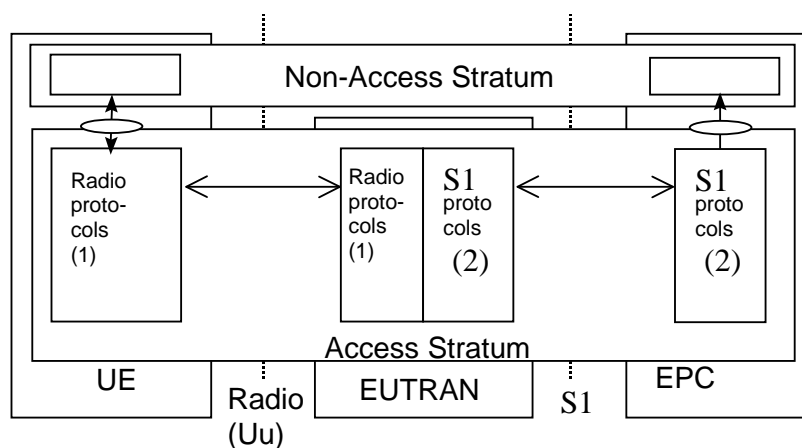 Non-Access Stratum
Radio
proto-
cols
(1)
Radio
proto-
cols
(1)
S1
proto
cols
(2)
S1
proto
cols
(2)
Access Stratum
UE
Radio
(Uu)
EUTRAN
S1
EPC